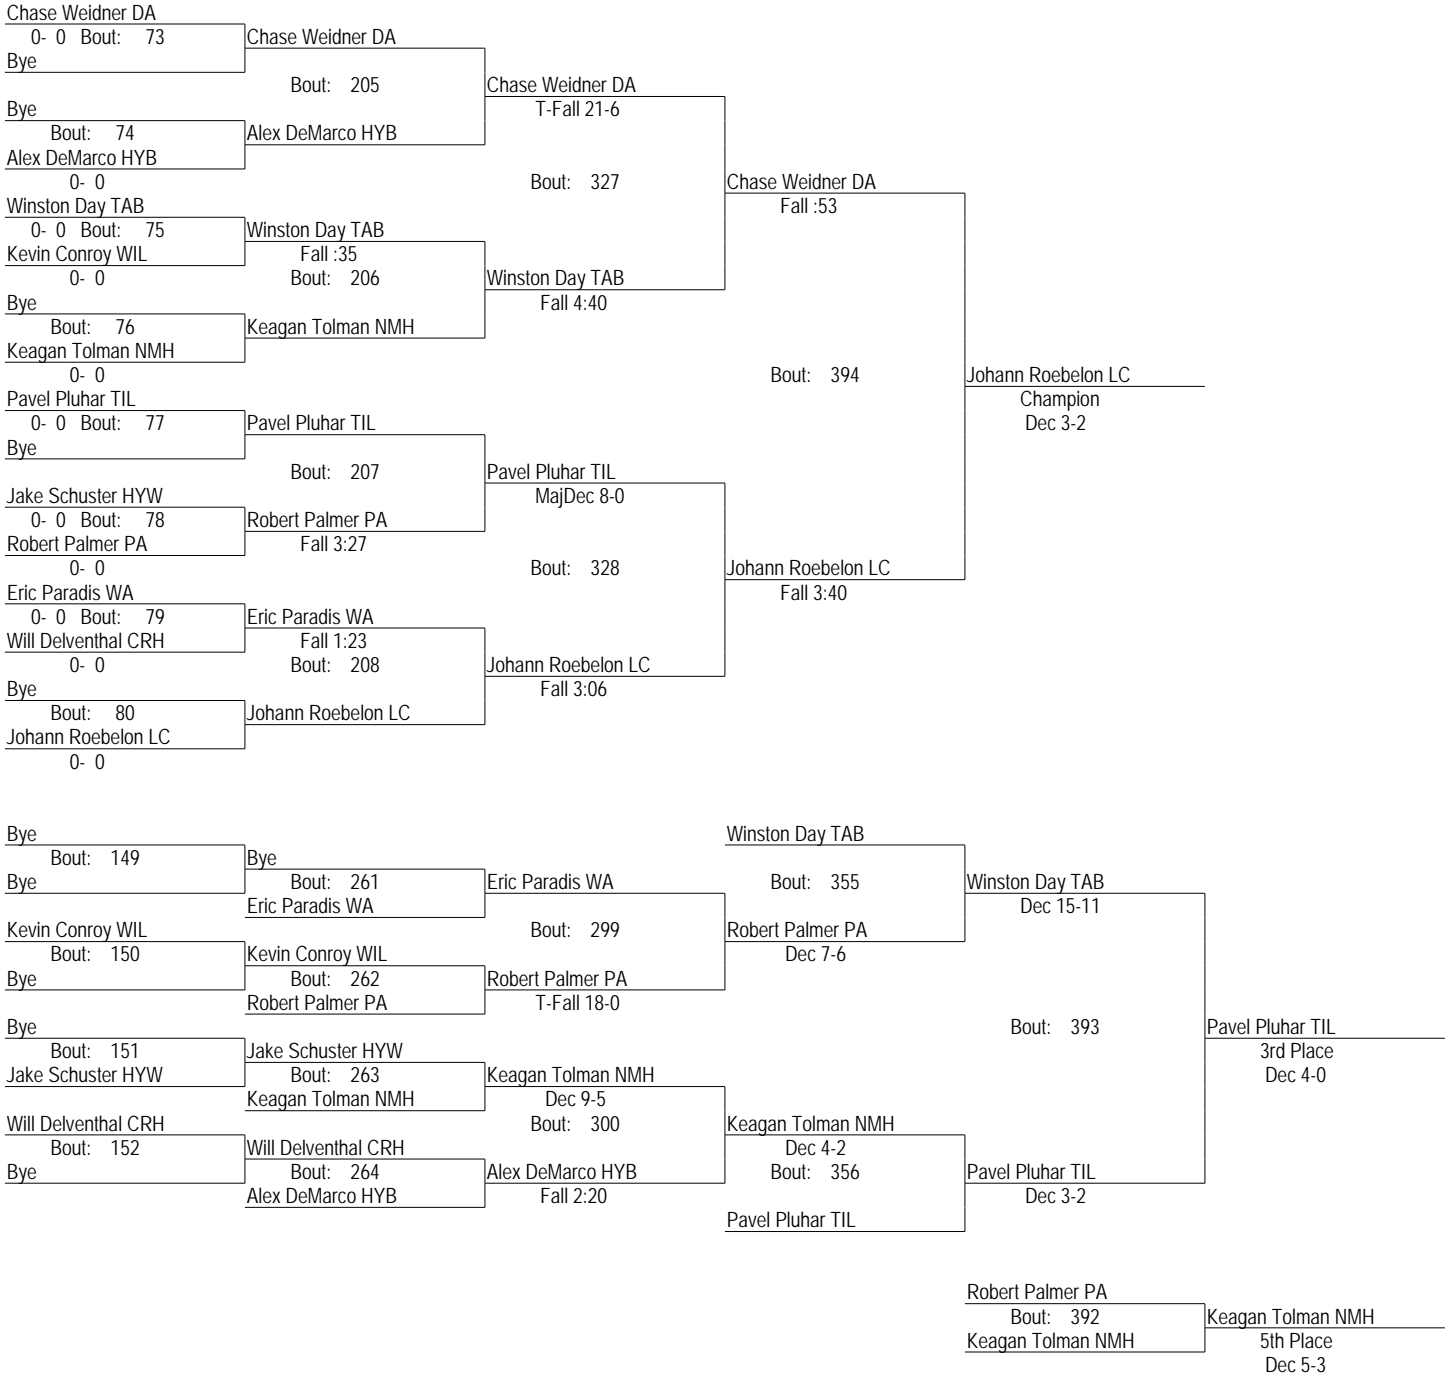 Chase Weidner DA
0- 0 Bout: 73 Chase Weidner DA
Bye
Bout: 205 Chase Weidner DA
Bye T-Fall 21-6
Bout: 74 Alex DeMarco HYB
Alex DeMarco HYB
0- 0 Bout: 327 Chase Weidner DA
Winston Day TAB Fall :53
0- 0 Bout: 75 Winston Day TAB
Kevin Conroy WIL Fall :35
0- 0 Bout: 206 Winston Day TAB
Bye Fall 4:40
Bout: 76 Keagan Tolman NMH
Keagan Tolman NMH
0- 0 Bout: 394 Johann Roebelon LC
Pavel Pluhar TIL Champion
0- 0 Bout: 77 Pavel Pluhar TIL Dec 3-2
Bye
Bout: 207 Pavel Pluhar TIL
Jake Schuster HYW MajDec 8-0
0- 0 Bout: 78 Robert Palmer PA
Robert Palmer PA Fall 3:27
0- 0 Bout: 328 Johann Roebelon LC
Eric Paradis WA Fall 3:40
0- 0 Bout: 79 Eric Paradis WA
Will Delventhal CRH Fall 1:23
0- 0 Bout: 208 Johann Roebelon LC
Bye Fall 3:06
Bout: 80 Johann Roebelon LC
Johann Roebelon LC
0- 0
Bye Winston Day TAB
Bout: 149 Bye
Bye Bout: 261 Eric Paradis WA Bout: 355 Winston Day TAB
Eric Paradis WA Dec 15-11
Kevin Conroy WIL Bout: 299 Robert Palmer PA
Bout: 150 Kevin Conroy WIL Dec 7-6
Bye Bout: 262 Robert Palmer PA
Robert Palmer PA T-Fall 18-0
Bye Bout: 393 Pavel Pluhar TIL
Bout: 151 Jake Schuster HYW 3rd Place
Jake Schuster HYW Bout: 263 Keagan Tolman NMH Dec 4-0
Keagan Tolman NMH Dec 9-5
Will Delventhal CRH Bout: 300 Keagan Tolman NMH
Bout: 152 Will Delventhal CRH Dec 4-2
Bye Bout: 264 Alex DeMarco HYB Bout: 356 Pavel Pluhar TIL
Alex DeMarco HYB Fall 2:20 Dec 3-2
Pavel Pluhar TIL
Robert Palmer PA
Bout: 392 Keagan Tolman NMH
Keagan Tolman NMH 5th Place
Dec 5-3